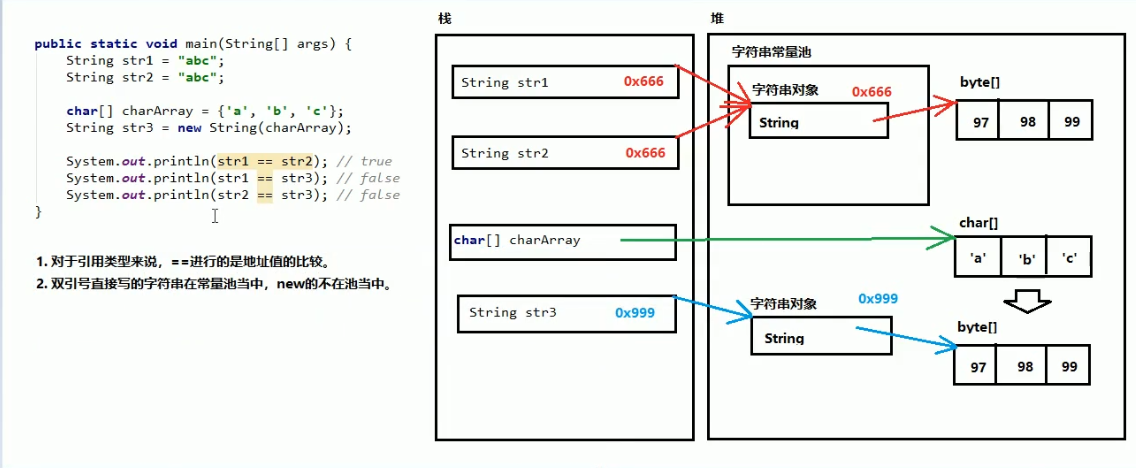 public static void main(String[] args) {
String str1 = "abc";
String str2 = "abc";
char[] charArray = {'a', 'b', 'c'};
String str3 = new String(charArray);
System.out.println(str1 == str2); // true
System.out.println(str1 == str3); // false
System.out.println(str2 == str3); // false
}
1. 对于引用类型来说，==进行的是地址值的比较。
2. 双引号直接写的字符串在常量池当中，new的不在池当中。
栈
String str1 0x666
String str2 0x666
char[] charArray
String str3 0x999
堆
字符串常量池
字符串对象 0x666
String
byte[]
97 98 99
char[]
'a' 'b' 'c'
字符串对象 0x999
String
byte[]
97 98 99